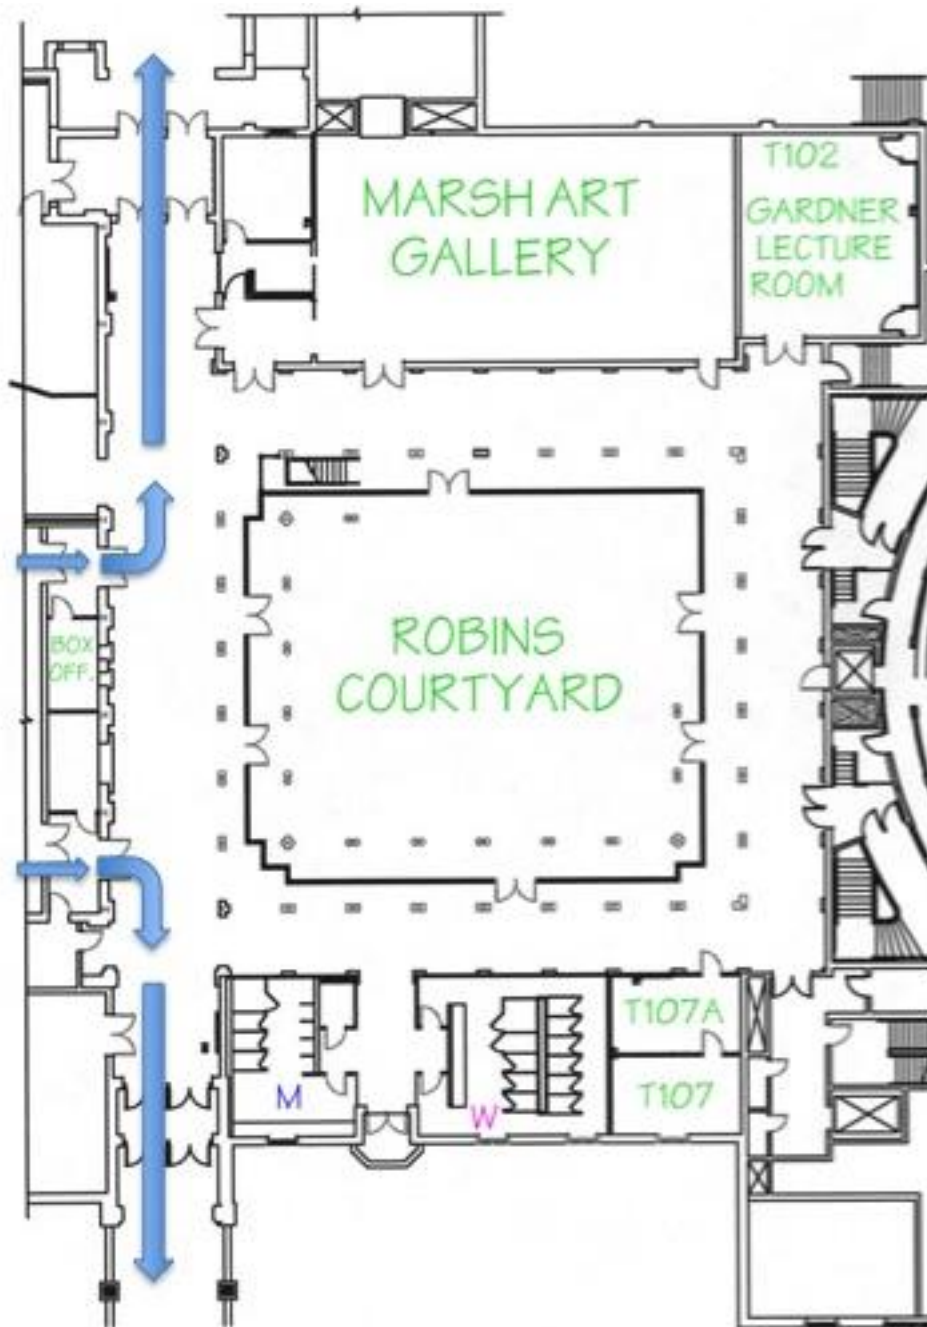 MARSH ART
GALLERY
T102
GARDNER
LECTURE
ROOM
ROBINS
COURTYARD
BOX
OFF.
T107A
T107
M
W